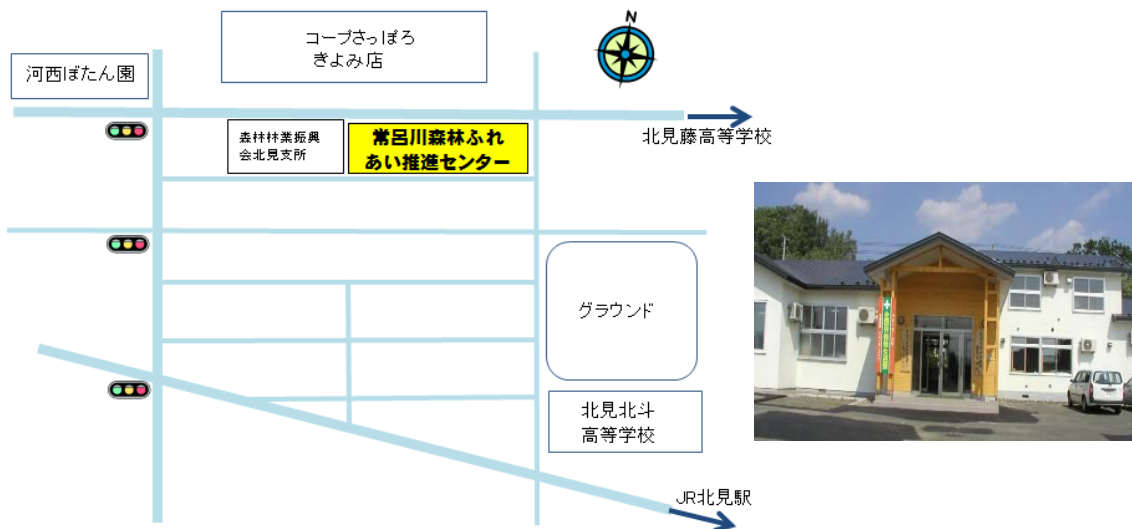 N
コープさっぽろ
きよみ店
河西ぼたん園
北見藤高等学校
森林林業振興
会北見支所
常呂川森林ふれ
あい推進センター
グラウンド
北見北斗
高等学校
JR北見駅